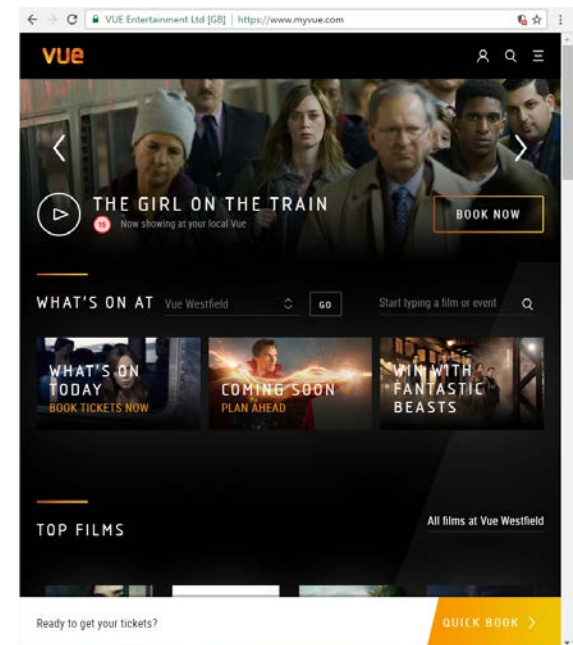 VUE Entertainment Ltd [GB] | https://www.myvue.com
VUE
THE GIRL ON THE TRAIN
15 Now showing at your local Vue
BOOK NOW
WHAT'S ON AT Vue Westfield GO Start typing a film or event
WHAT'S ON
TODAY
BOOK TICKETS NOW
COMING SOON
PLAN AHEAD
WIN WITH
FANTASTIC
BEASTS
TOP FILMS
All films at Vue Westfield
Ready to get your tickets?
QUICK BOOK